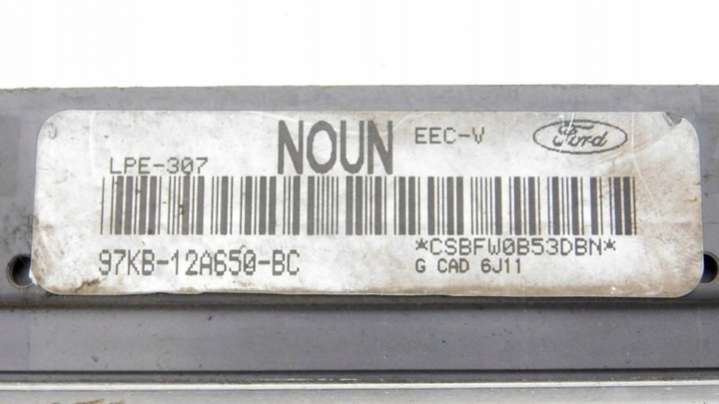 NOUN EEC-V Ford
LPE-307
97KB-12A650-BC
*CSBFW0B53DBN*
G CAD 6J11